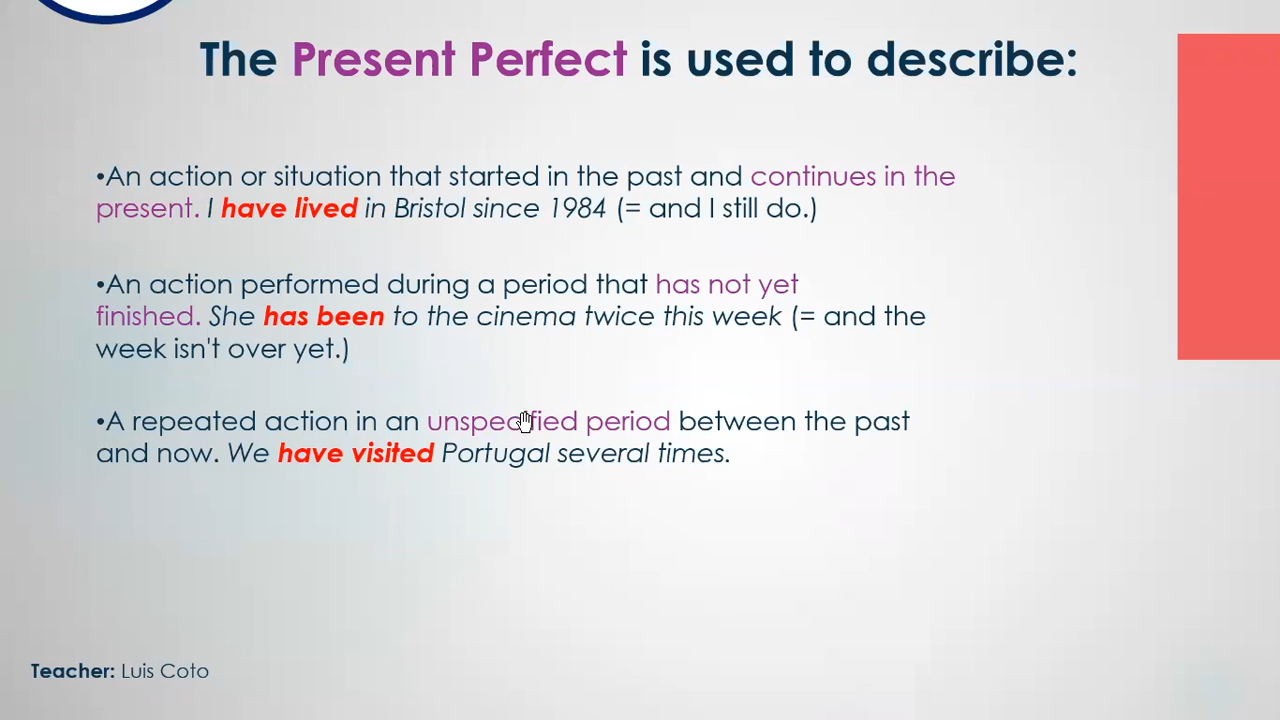 The Present Perfect is used to describe:
•An action or situation that started in the past and continues in the
present. I have lived in Bristol since 1984 (= and I still do.)
•An action performed during a period that has not yet
finished. She has been to the cinema twice this week (= and the
week isn't over yet.)
•A repeated action in an unspecified period between the past
and now. We have visited Portugal several times.
Teacher: Luis Coto